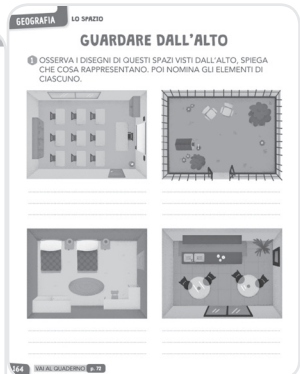 GEOGRAFIA
LO SPAZIO
GUARDARE DALL'ALTO
1 OSSERVA I DISEGNI DI QUESTI SPAZI VISTI DALL'ALTO, SPIEGA
CHE COSA RAPPRESENTANO. POI NOMINA GLI ELEMENTI DI
CIASCUNO.
164 VAI AL QUADERNO p. 72